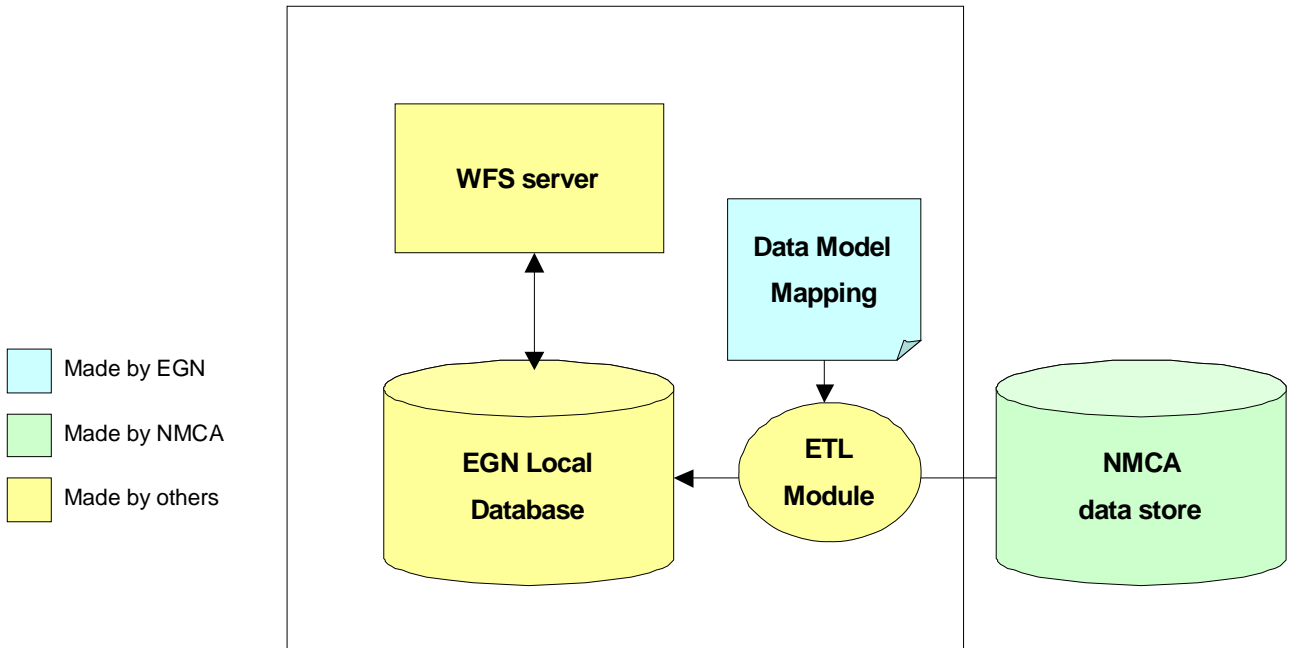 WFS server
Data Model
Mapping
Made by EGN
Made by NMCA
Made by others
EGN Local
Database
ETL
Module
NMCA
data store